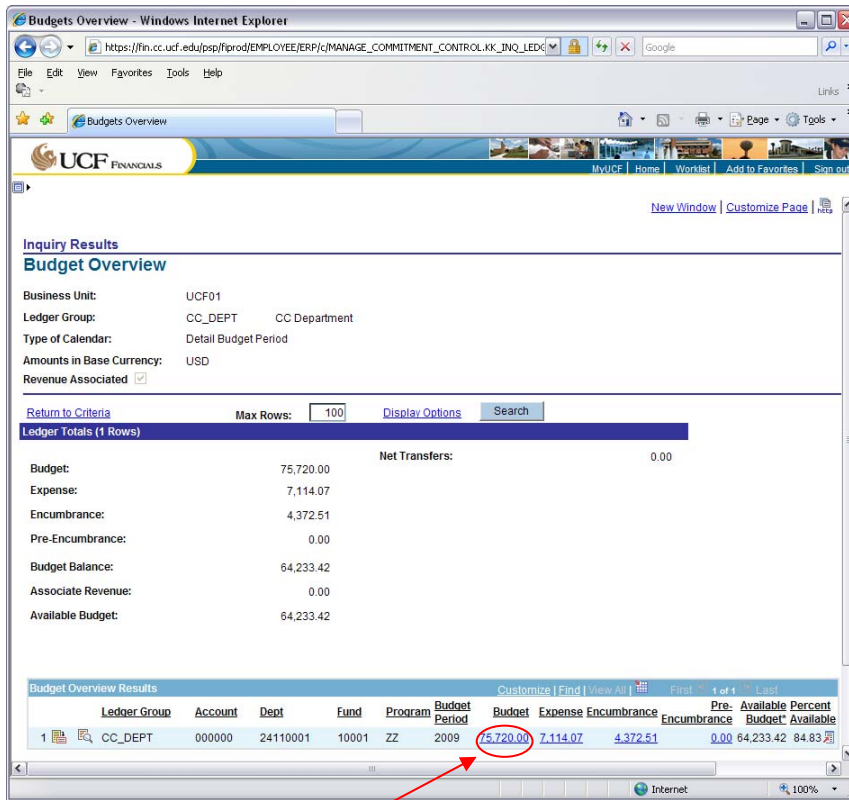 Budgets Overview - Windows Internet Explorer
https://fin.cc.ucf.edu/psp/fiprod/EMPLOYEE/ERP/c/MANAGE_COMMITMENT_CONTROL.KK_INQ_LEDG
Google
File Edit View Favorites Tools Help
Links
Budgets Overview
Page Tools
UCF FINANCIALS
MyUCF | Home | Worklist | Add to Favorites | Sign out
New Window | Customize Page |
Inquiry Results
Budget Overview
Business Unit: UCF01
Ledger Group: CC_DEPT CC Department
Type of Calendar: Detail Budget Period
Amounts in Base Currency: USD
Revenue Associated
Return to Criteria Max Rows: 100 Display Options Search
Ledger Totals (1 Rows)
Net Transfers: 0.00
Budget: 75,720.00
Expense: 7,114.07
Encumbrance: 4,372.51
Pre-Encumbrance: 0.00
Budget Balance: 64,233.42
Associate Revenue: 0.00
Available Budget: 64,233.42
Budget Overview Results Customize | Find | View All | First 1 of 1 Last
Ledger Group Account Dept Fund Program Budget Period Budget Expense Encumbrance Pre-Encumbrance Available Budget* Percent Available
1 CC_DEPT 000000 24110001 10001 ZZ 2009 75,720.00 7,114.07 4,372.51 0.00 64,233.42 84.83
Internet 100%